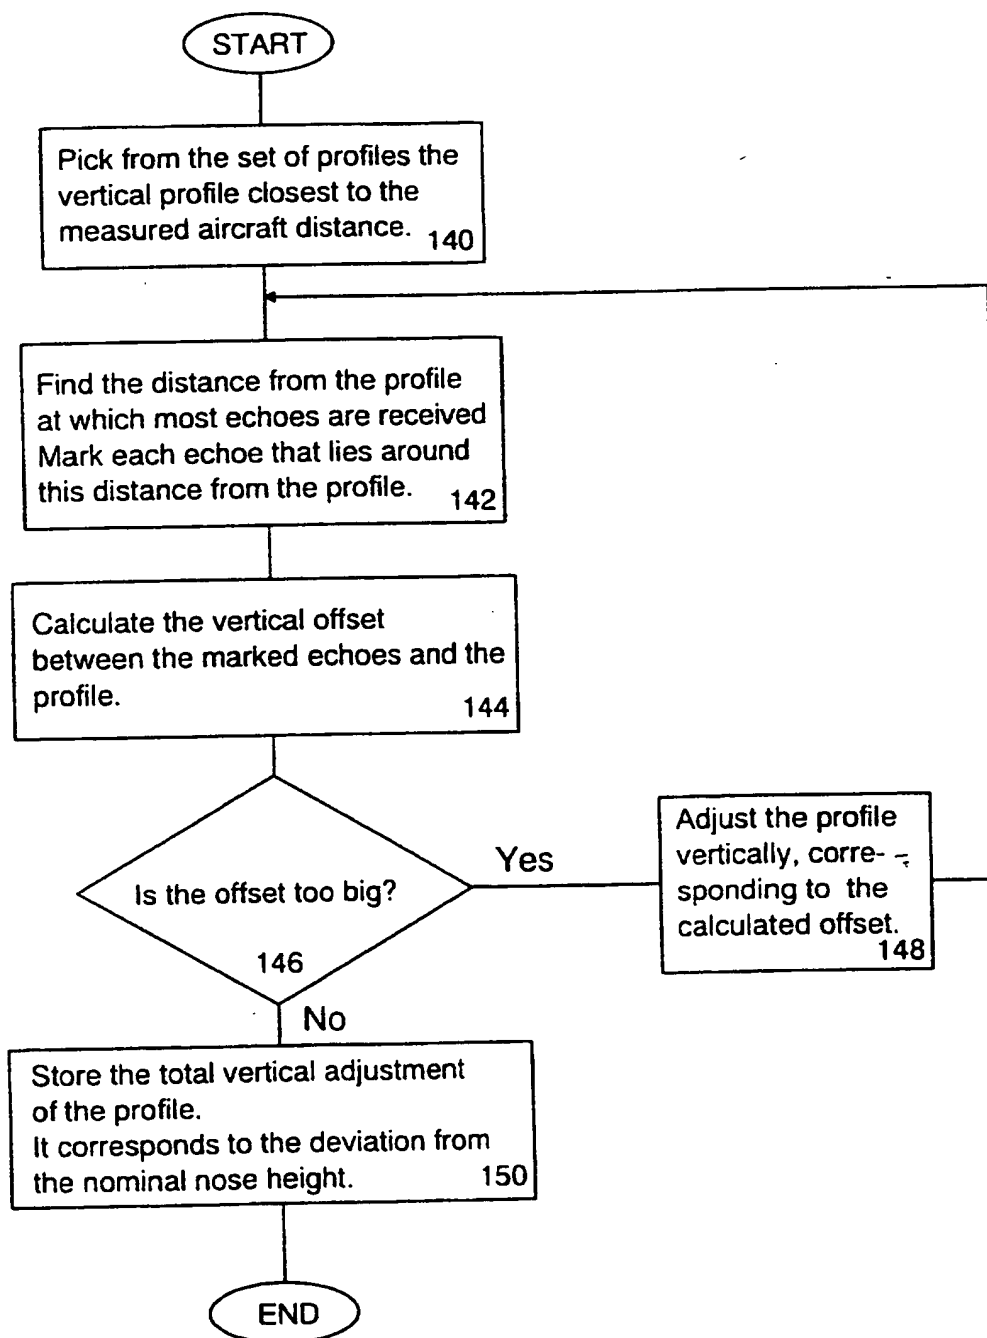 START
Pick from the set of profiles the
vertical profile closest to the
measured aircraft distance.
140
Find the distance from the profile
at which most echoes are received
Mark each echoe that lies around
this distance from the profile.
142
Calculate the vertical offset
between the marked echoes and the
profile.
144
Is the offset too big?
146
Yes
Adjust the profile
vertically, corre-
sponding to the
calculated offset.
148
No
Store the total vertical adjustment
of the profile.
It corresponds to the deviation from
the nominal nose height.
150
END